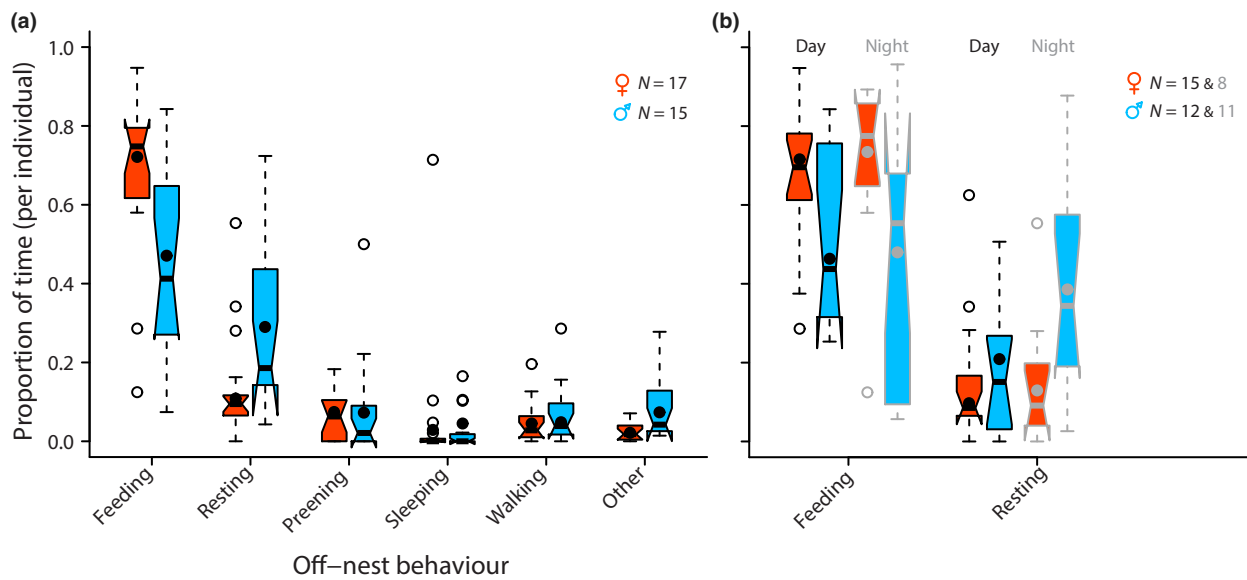 (a)
Proportion of time (per individual)
1.0
0.8
0.6
0.4
0.2
0.0
♀ N = 17
♂ N = 15
Feeding
Resting
Preening
Sleeping
Walking
Other
Off−nest behaviour
(b)
Day Night Day Night
♀ N = 15 & 8
♂ N = 12 & 11
Feeding
Resting